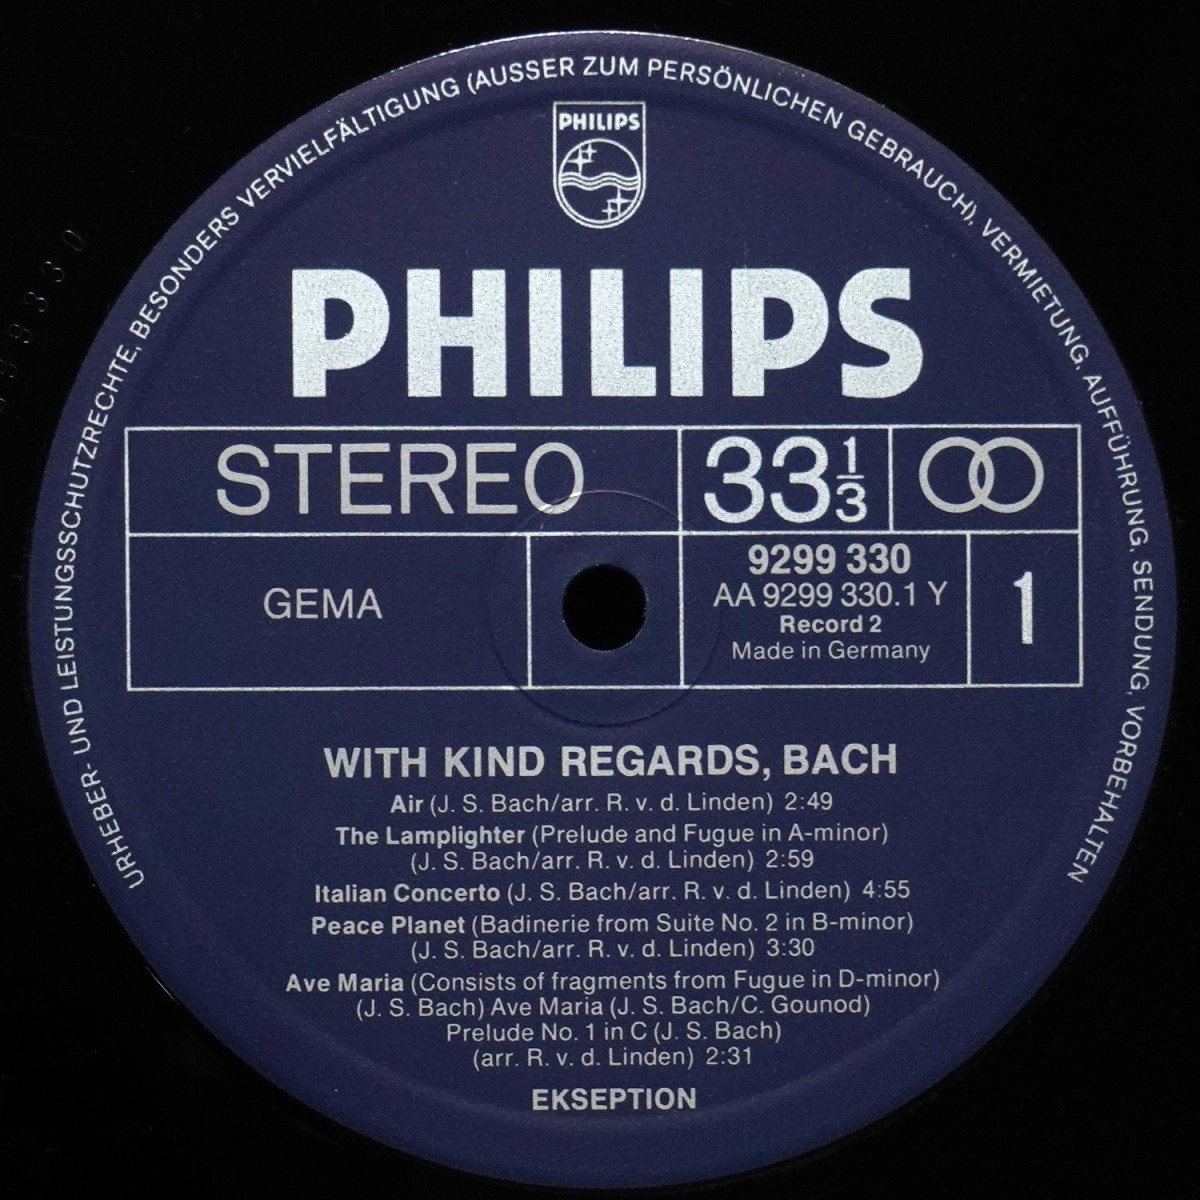 URHEBER- UND LEISTUNGSSCHUTZRECHTE, BESONDERS VERVIELFÄLTIGUNG (AUSSER ZUM PERSÖNLICHEN GEBRAUCH), VERMIETUNG, AUFFÜHRUNG, SENDUNG, VORBEHALTEN
PHILIPS
PHILIPS
STEREO
33 1/3
GEMA
9299 330
AA 9299 330.1 Y
Record 2
Made in Germany
1
WITH KIND REGARDS, BACH
Air (J. S. Bach/arr. R. v. d. Linden) 2:49
The Lamplighter (Prelude and Fugue in A-minor)
(J. S. Bach/arr. R. v. d. Linden) 2:59
Italian Concerto (J. S. Bach/arr. R. v. d. Linden) 4:55
Peace Planet (Badinerie from Suite No. 2 in B-minor)
(J. S. Bach/arr. R. v. d. Linden) 3:30
Ave Maria (Consists of fragments from Fugue in D-minor)
(J. S. Bach) Ave Maria (J. S. Bach/C. Gounod)
Prelude No. 1 in C (J. S. Bach)
(arr. R. v. d. Linden) 2:31
EKSEPTION